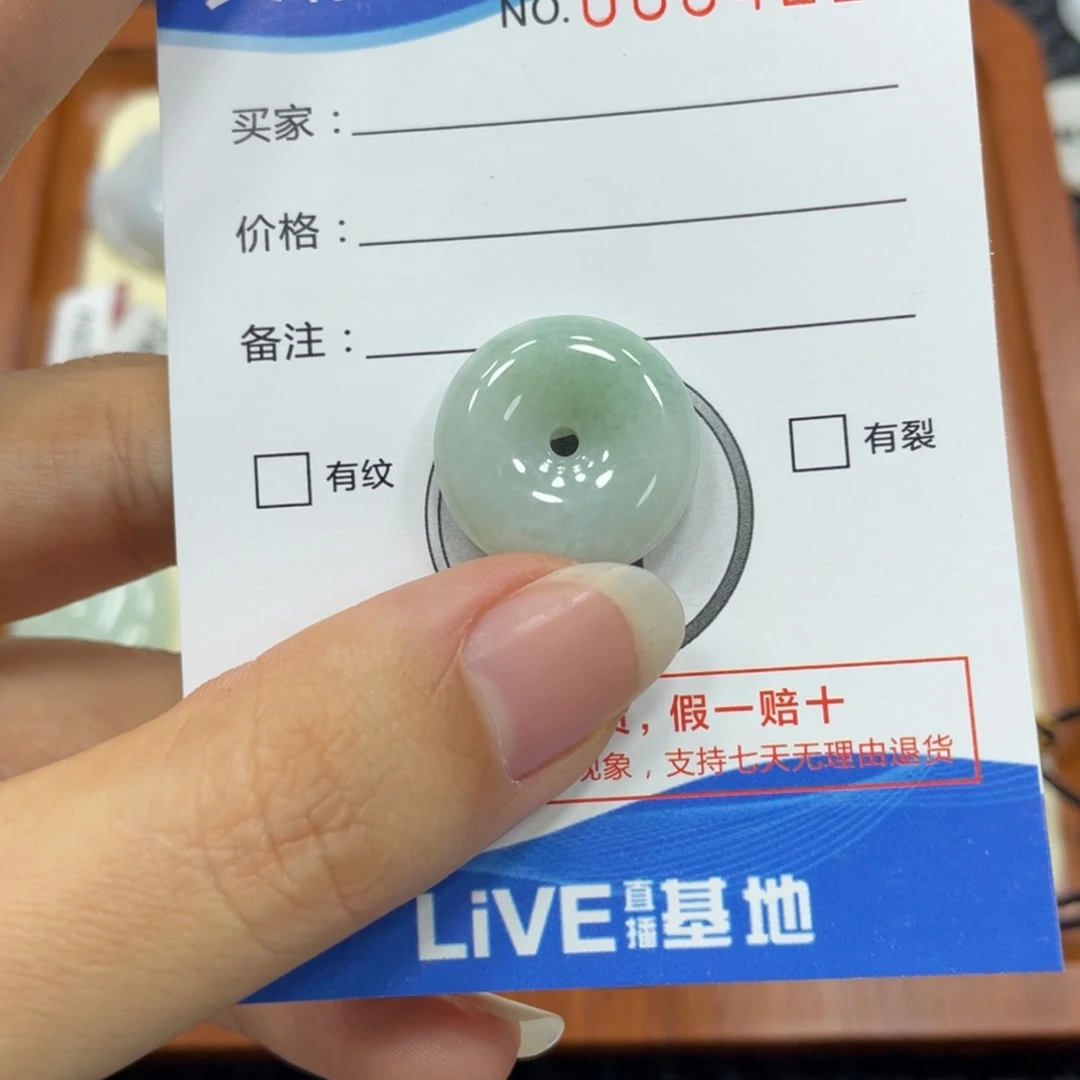 NO.
买家：
价格：
备注：
有纹
有裂
，假一赔十
现象，支持七天无理由退货
LiVE直播基地